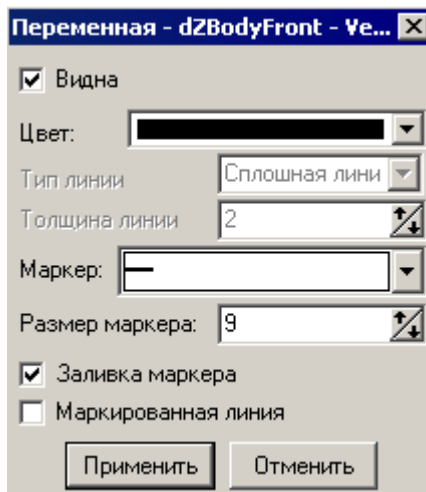 Переменная - dZBodyFront - Ve...
Видна
Цвет:
Тип линии Сплошная лини
Толщина линии 2
Маркер:
Размер маркера: 9
Заливка маркера
Маркированная линия
Применить Отменить